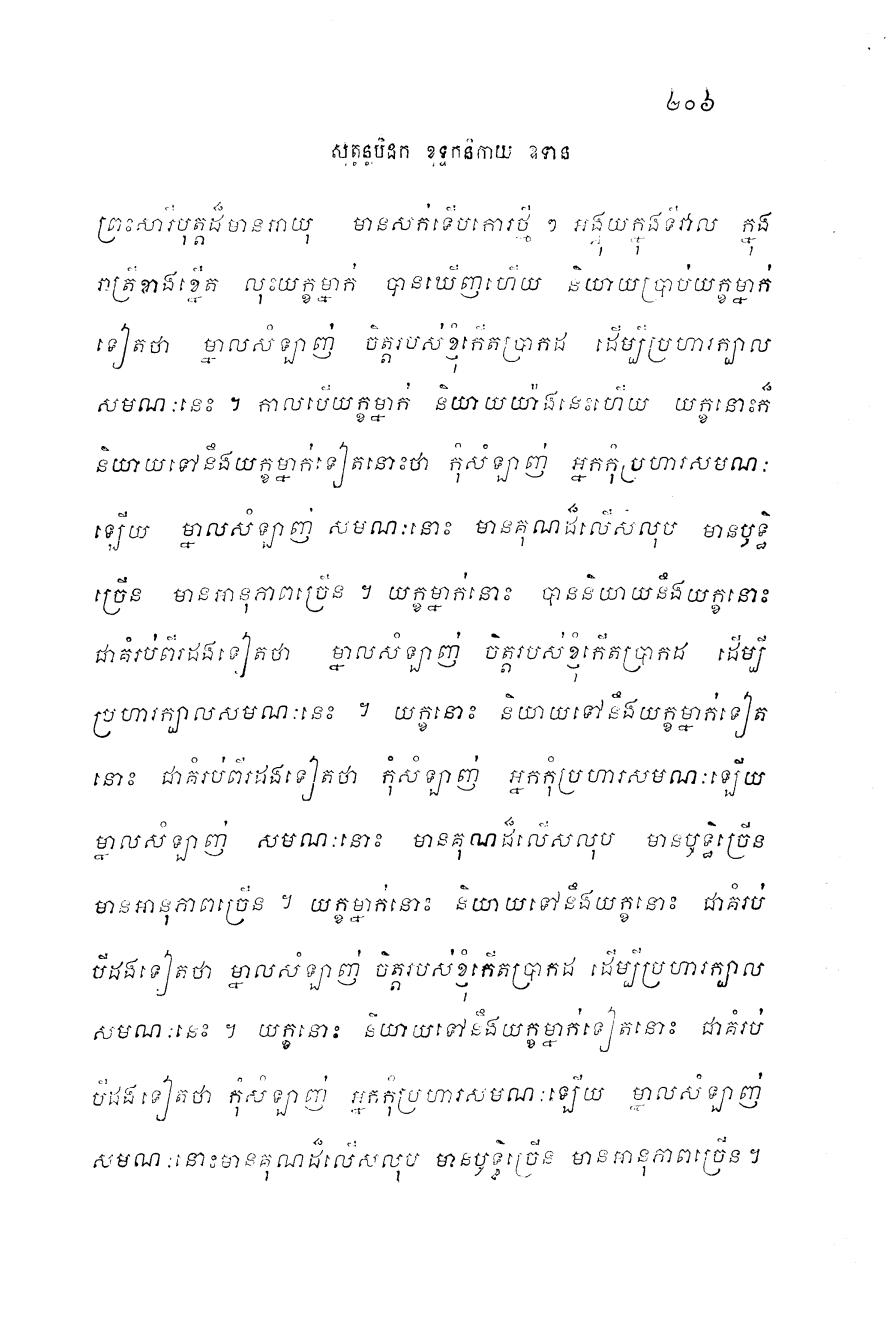 ២០៦
សុត្តន្តបិដក ខុទ្ទកនិកាយ ឧទាន
ព្រះសារីបុត្តដ៏មានអាយុ មានសក់ទើបកោរថ្មី ៗ អង្គុយក្នុងទីវាល ក្នុង
រាត្រីខាងខ្នើត លុះយក្ខម្នាក់ បានឃើញហើយ និយាយប្រាប់យក្ខម្នាក់
ទៀតថា ម្នាលសំឡាញ់ ចិត្តរបស់ខ្ញុំកើតប្រាកដ ដើម្បីប្រហារក្បាល
សមណៈនេះ ។ កាលបើយក្ខម្នាក់ និយាយយ៉ាងនេះហើយ យក្ខនោះក៏
និយាយទៅនឹងយក្ខម្នាក់ទៀតនោះថា កុំសំឡាញ់ អ្នកកុំប្រហារសមណៈ
ឡើយ ម្នាលសំឡាញ់ សមណៈនោះ មានគុណដ៏លើសលុប មានឫទ្ធិ
ច្រើន មានអានុភាពច្រើន ។ យក្ខម្នាក់នោះ បាននិយាយនឹងយក្ខនោះ
ជាគំរប់ពីរដងទៀតថា ម្នាលសំឡាញ់ ចិត្តរបស់ខ្ញុំកើតប្រាកដ ដើម្បី
ប្រហារក្បាលសមណៈនេះ ។ យក្ខនោះ និយាយទៅនឹងយក្ខម្នាក់ទៀត
នោះ ជាគំរប់ពីរដងទៀតថា កុំសំឡាញ់ អ្នកកុំប្រហារសមណៈឡើយ
ម្នាលសំឡាញ់ សមណៈនោះ មានគុណដ៏លើសលុប មានឫទ្ធិច្រើន
មានអានុភាពច្រើន ។ យក្ខម្នាក់នោះ និយាយទៅនឹងយក្ខនោះ ជាគំរប់
បីដងទៀតថា ម្នាលសំឡាញ់ ចិត្តរបស់ខ្ញុំកើតប្រាកដ ដើម្បីប្រហារក្បាល
សមណៈនេះ ។ យក្ខនោះ និយាយទៅនឹងយក្ខម្នាក់ទៀតនោះ ជាគំរប់
បីដងទៀតថា កុំសំឡាញ់ អ្នកកុំប្រហារសមណៈឡើយ ម្នាលសំឡាញ់
សមណៈនោះមានគុណដ៏លើសលុប មានឫទ្ធិច្រើន មានអានុភាពច្រើន ។